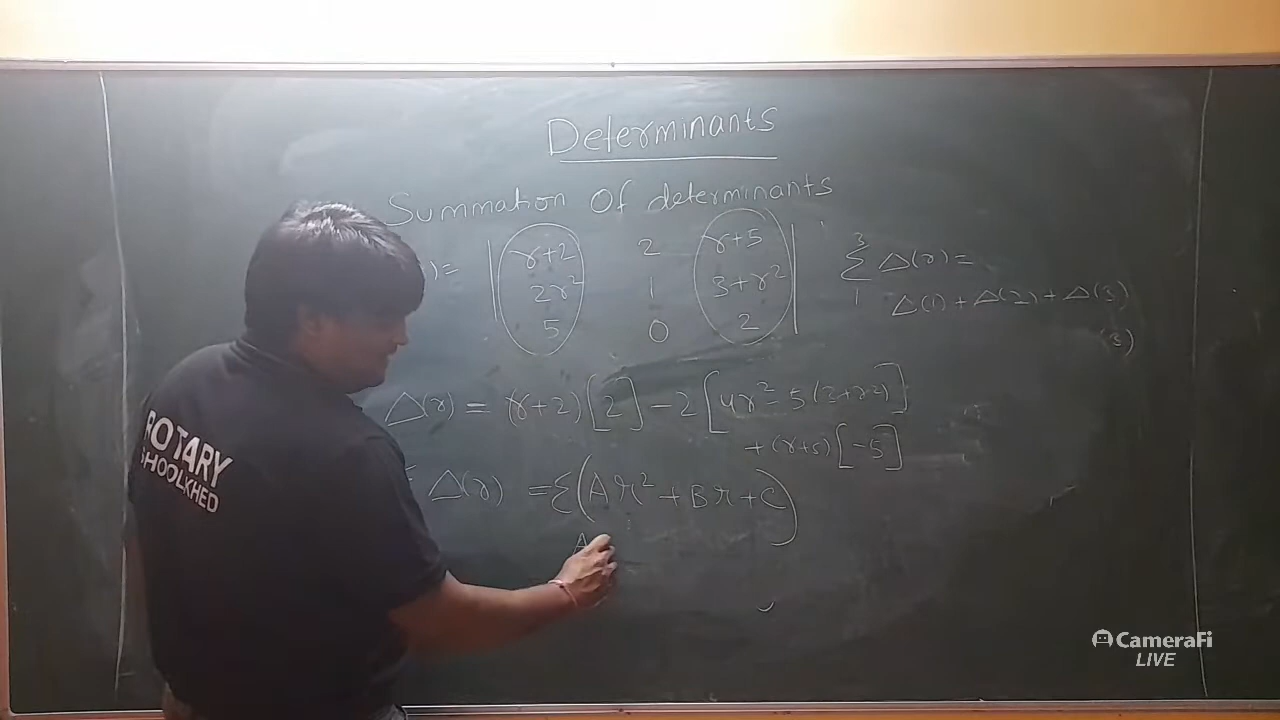 Determinants
Summation Of determinants
)= | r+2 2 r+5 |
| 2r² 1 3+r² |
| 5 0 2 |
3
Σ Δ(r) =
1
Δ(1) + Δ(2) + Δ(3)
Δ(r) = (r+2)[2] - 2[4r² - 5(3+r²)]
+ (r+5)[-5]
Δ(r) = Σ(Ar² + Br + C)
A
ROTARY
SHOOLKHED
CameraFi
LIVE